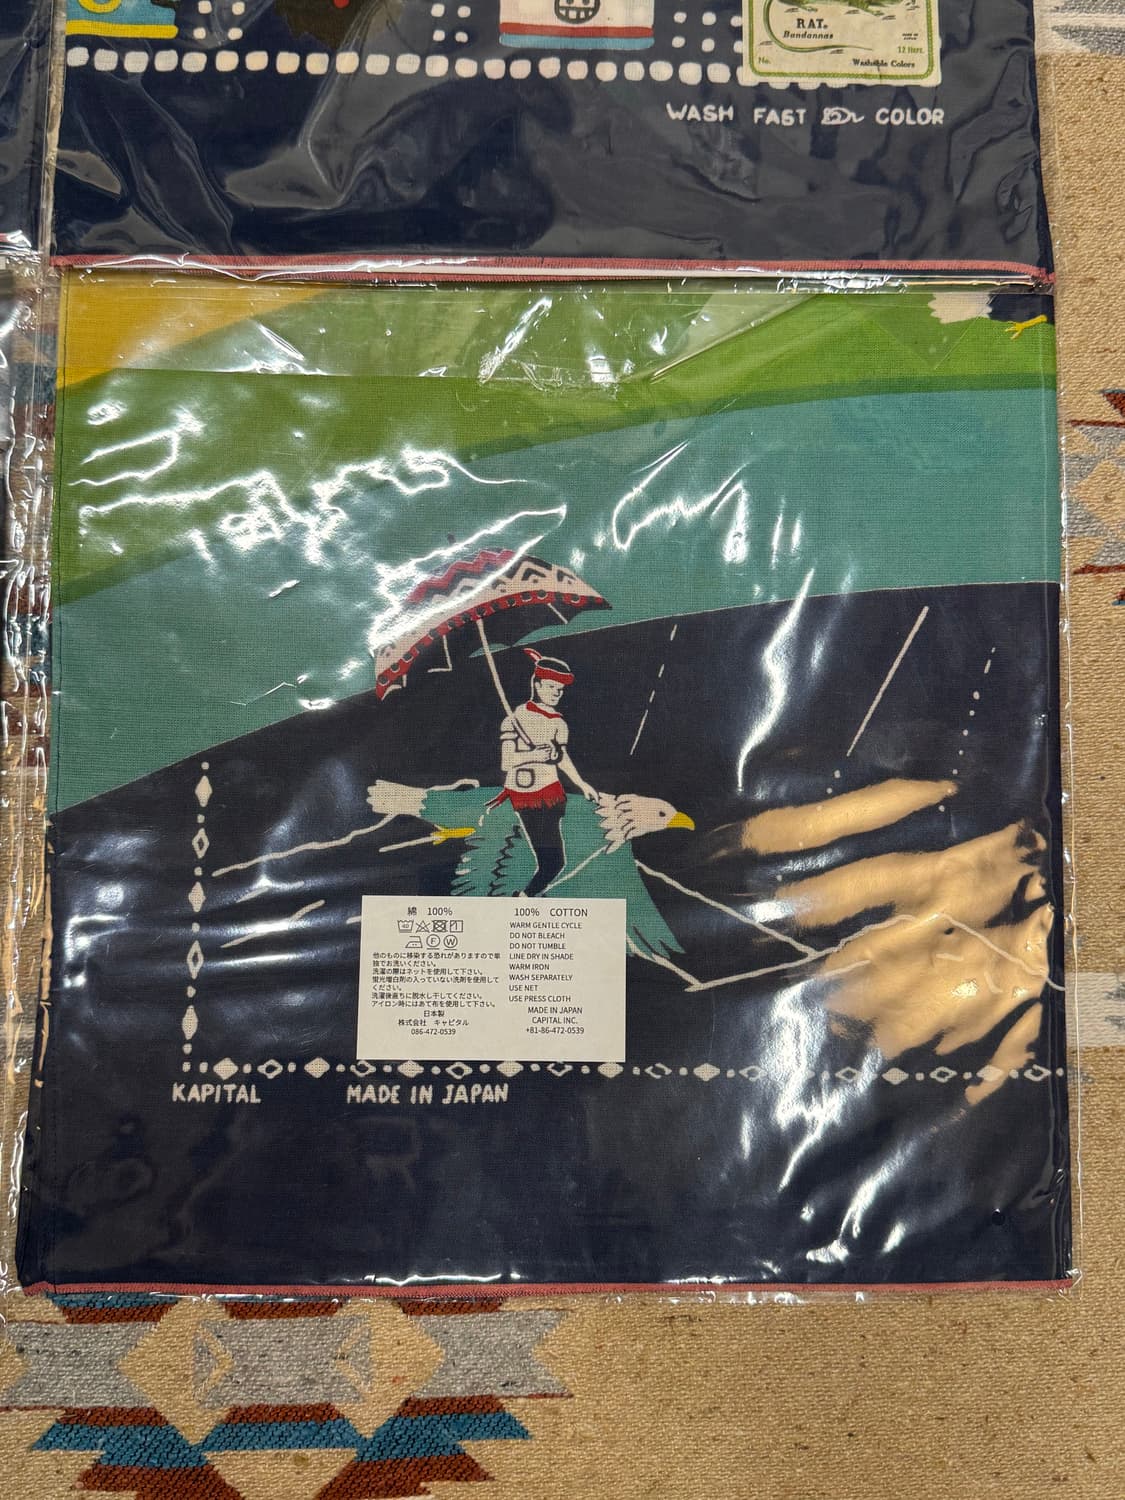 RAT.
Bandannas
No.
12 Hers.
Washable Colors
WASH FAST COLOR
綿 100%
他のものに移染する恐れがありますので単
独でお洗いください。
洗濯の際はネットを使用して下さい。
蛍光増白剤の入っていない洗剤を使用して
ください。
洗濯後直ちに脱水し干してください。
アイロン時にはあて布を使用して下さい。
日本製
株式会社 キャピタル
086-472-0539
100% COTTON
WARM GENTLE CYCLE
DO NOT BLEACH
DO NOT TUMBLE
LINE DRY IN SHADE
WARM IRON
WASH SEPARATELY
USE NET
USE PRESS CLOTH
MADE IN JAPAN
CAPITAL INC.
+81-86-472-0539
KAPITAL MADE IN JAPAN